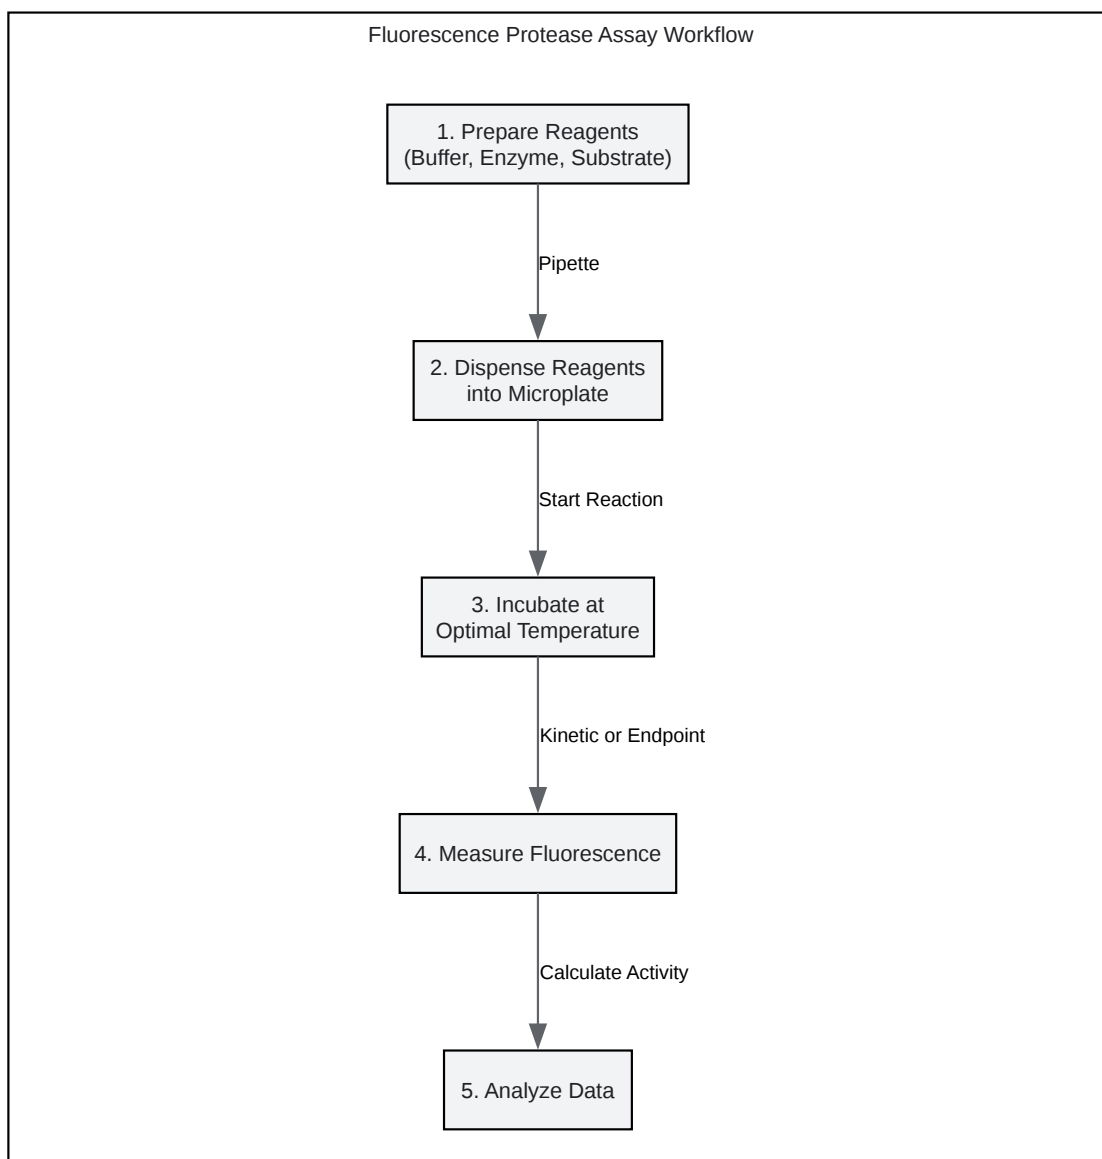 Fluorescence Protease Assay Workflow
1. Prepare Reagents
(Buffer, Enzyme, Substrate)
Pipette
2. Dispense Reagents
into Microplate
Start Reaction
3. Incubate at
Optimal Temperature
Kinetic or Endpoint
4. Measure Fluorescence
Calculate Activity
5. Analyze Data